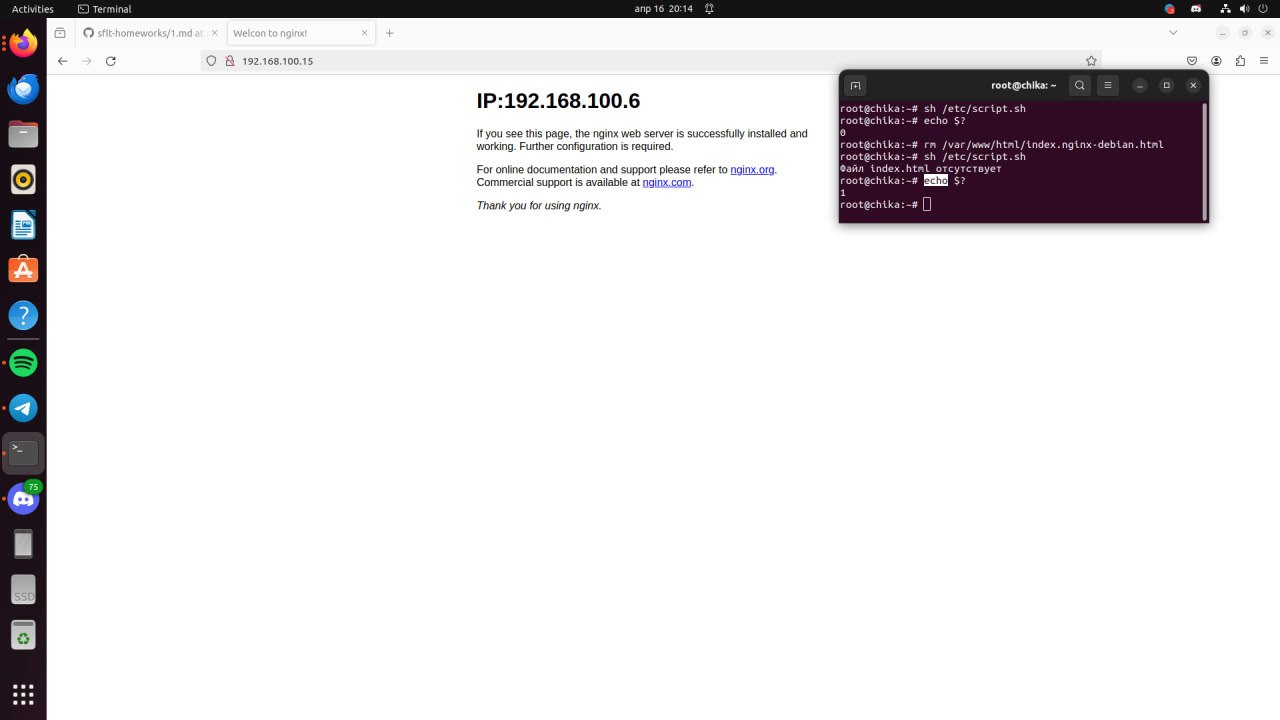 Activities
Terminal
апр 16 20:14
sflt-homeworks/1.md at
Welcon to nginx!
192.168.100.15
IP:192.168.100.6
If you see this page, the nginx web server is successfully installed and
working. Further configuration is required.
For online documentation and support please refer to nginx.org.
Commercial support is available at nginx.com.
Thank you for using nginx.
root@chika: ~
root@chika:~# sh /etc/script.sh
root@chika:~# echo $?
0
root@chika:~# rm /var/www/html/index.nginx-debian.html
root@chika:~# sh /etc/script.sh
Файл index.html отсутствует
root@chika:~# echo $?
1
root@chika:~#
75
SSD